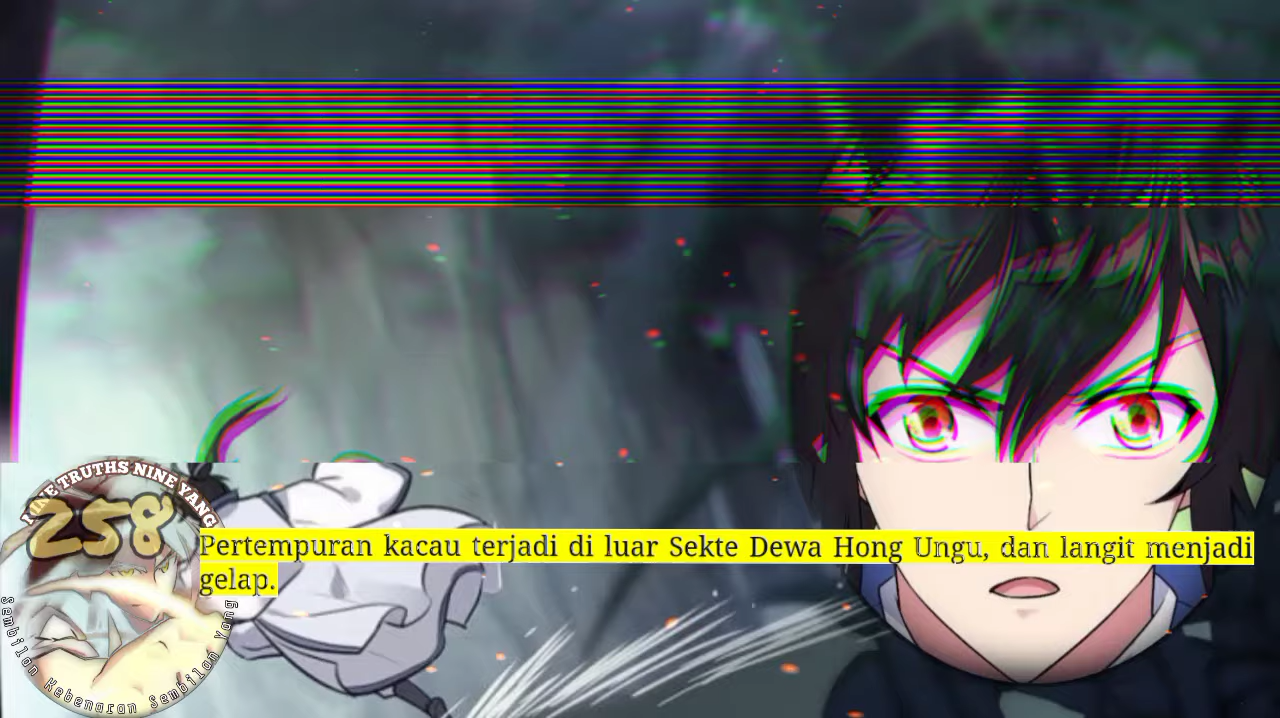 NINE TRUTHS NINE YANG
258
Pertempuran kacau terjadi di luar Sekte Dewa Hong Ungu, dan langit menjadi
gelap.
Sembilan Kebenaran Sembilan Yang